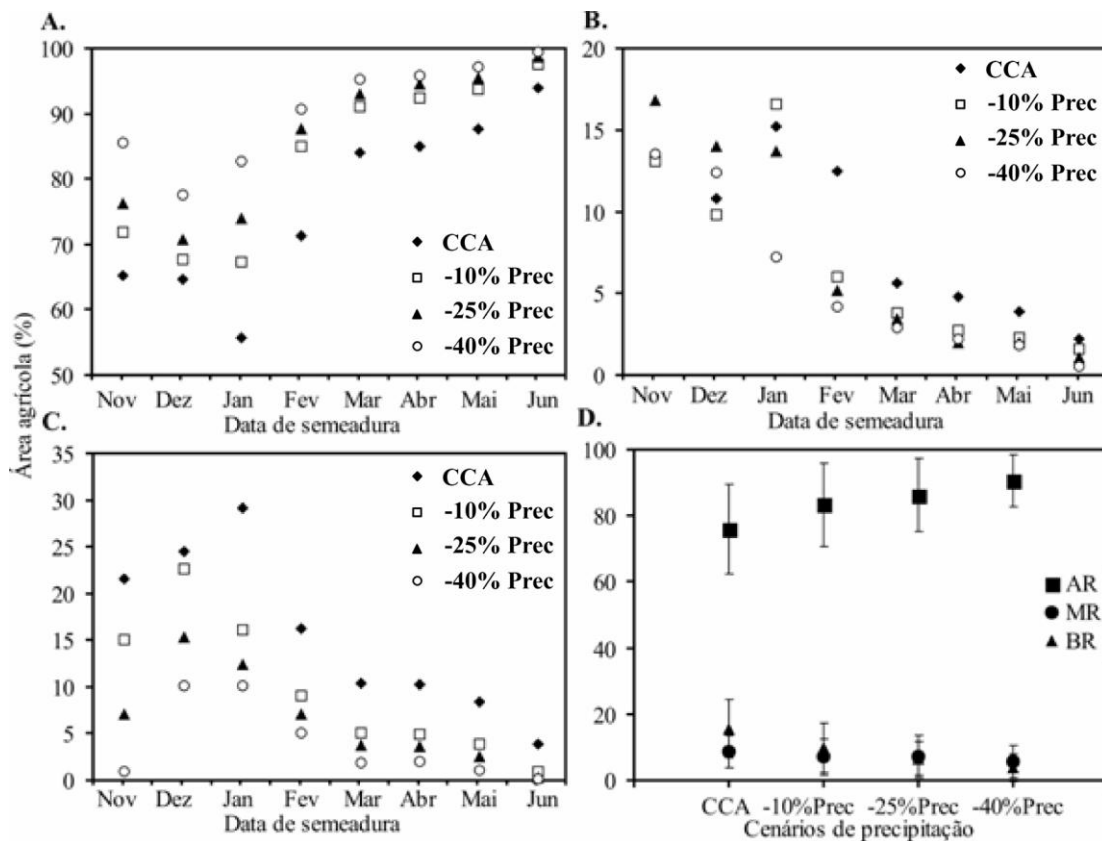 A.
100
90
80
70
60
50
CCA
-10% Prec
-25% Prec
-40% Prec
Nov Dez Jan Fev Mar Abr Mai Jun
Data de semeadura
B.
20
15
10
5
0
CCA
-10% Prec
-25% Prec
-40% Prec
Nov Dez Jan Fev Mar Abr Mai Jun
Data de semeadura
Área agrícola (%)
C.
35
30
25
20
15
10
5
0
CCA
-10% Prec
-25% Prec
-40% Prec
Nov Dez Jan Fev Mar Abr Mai Jun
Data de semeadura
D.
100
80
60
40
20
0
AR
MR
BR
CCA -10%Prec -25%Prec -40%Prec
Cenários de precipitação